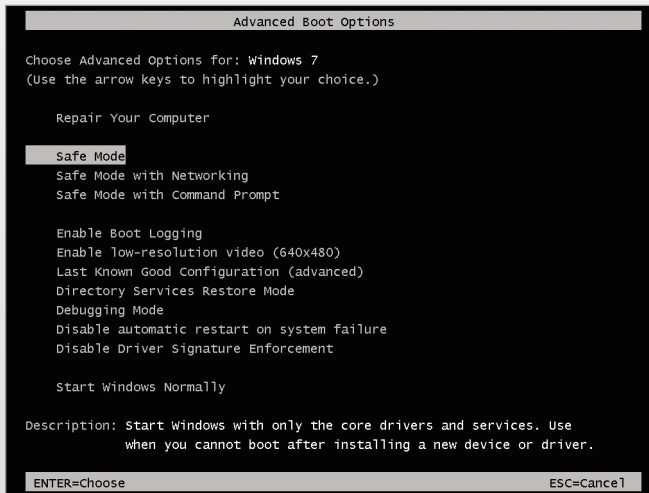 Advanced Boot Options
Choose Advanced Options for: Windows 7
(Use the arrow keys to highlight your choice.)
Repair Your Computer
Safe Mode
Safe Mode with Networking
Safe Mode with Command Prompt
Enable Boot Logging
Enable low-resolution video (640x480)
Last Known Good Configuration (advanced)
Directory Services Restore Mode
Debugging Mode
Disable automatic restart on system failure
Disable Driver Signature Enforcement
Start Windows Normally
Description: Start Windows with only the core drivers and services. Use
when you cannot boot after installing a new device or driver.
ENTER=Choose ESC=Cancel